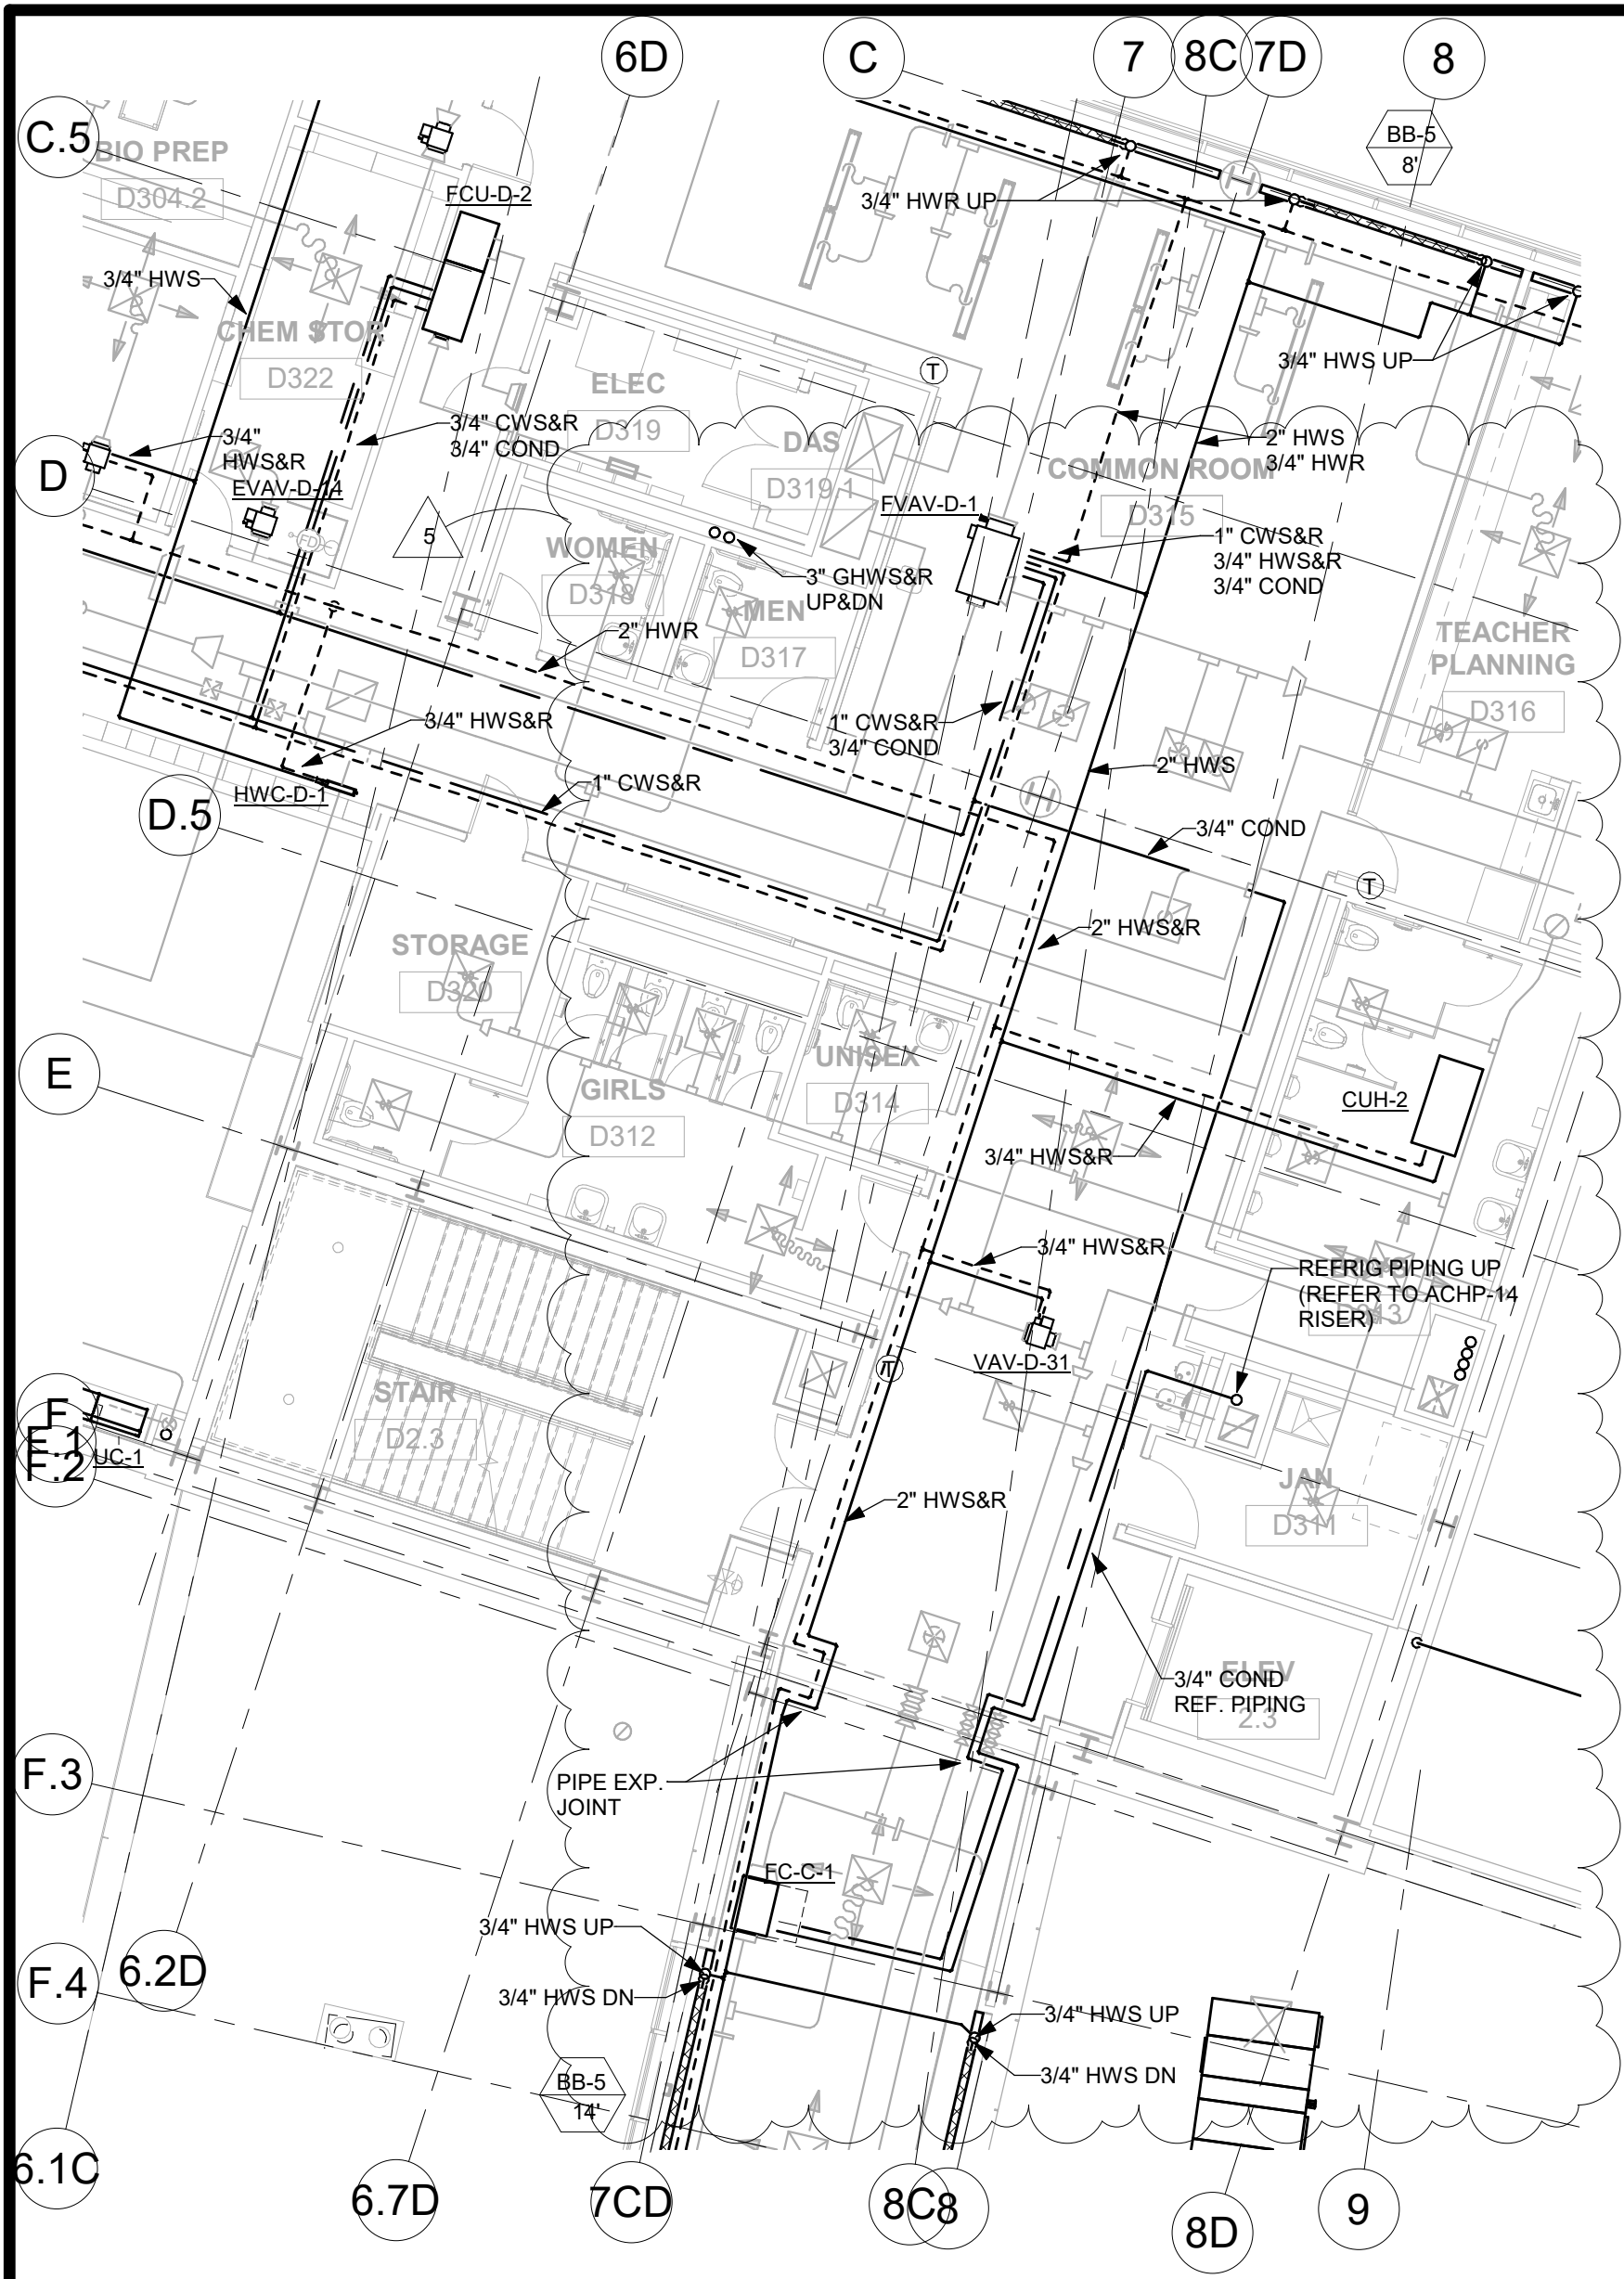 6D
C
7
8C
7D
8
C.5
BIO PREP
D304.2
BB-5
8'
FCU-D-2
3/4" HWR UP
3/4" HWS
CHEM STOR
D322
3/4" HWS UP
T
ELEC
D319
3/4" CWS&R
3/4" COND
3/4"
HWS&R
EVAV-D-14
D
DAS
D319.1
2" HWS
3/4" HWR
COMMON ROOM
D315
FVAV-D-1
5
WOMEN
D318
3" GHWS&R
UP&DN
1" CWS&R
3/4" HWS&R
3/4" COND
MEN
D317
2" HWR
TEACHER
PLANNING
D316
3/4" HWS&R
1" CWS&R
3/4" COND
2" HWS
HWC-D-1
1" CWS&R
D.5
3/4" COND
T
2" HWS&R
STORAGE
D320
E
UNISEX
D314
GIRLS
D312
CUH-2
3/4" HWS&R
3/4" HWS&R
REFRIG PIPING UP
(REFER TO ACHP-14
RISER)
VAV-D-31
T
STAIR
D2.3
F
F.1
F.2
UC-1
JAN
D311
2" HWS&R
ELEV
2.3
3/4" COND
REF. PIPING
F.3
PIPE EXP.
JOINT
FC-C-1
3/4" HWS UP
3/4" HWS DN
F.4
6.2D
3/4" HWS UP
3/4" HWS DN
BB-5
14'
6.1C
6.7D
7CD
8C
8
8D
9